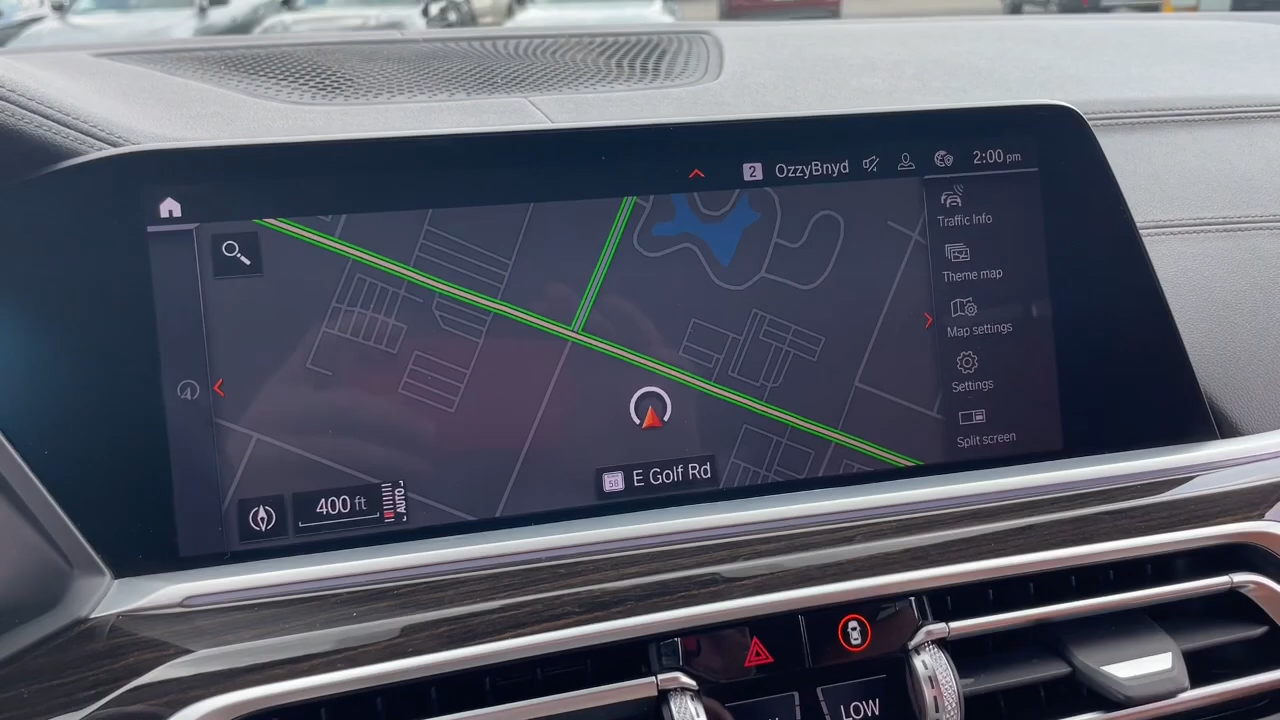 2 OzzyBnyd 2:00 pm
Traffic Info
Theme map
Map settings
Settings
Split screen
58 E Golf Rd
400 ft AUTO
LOW